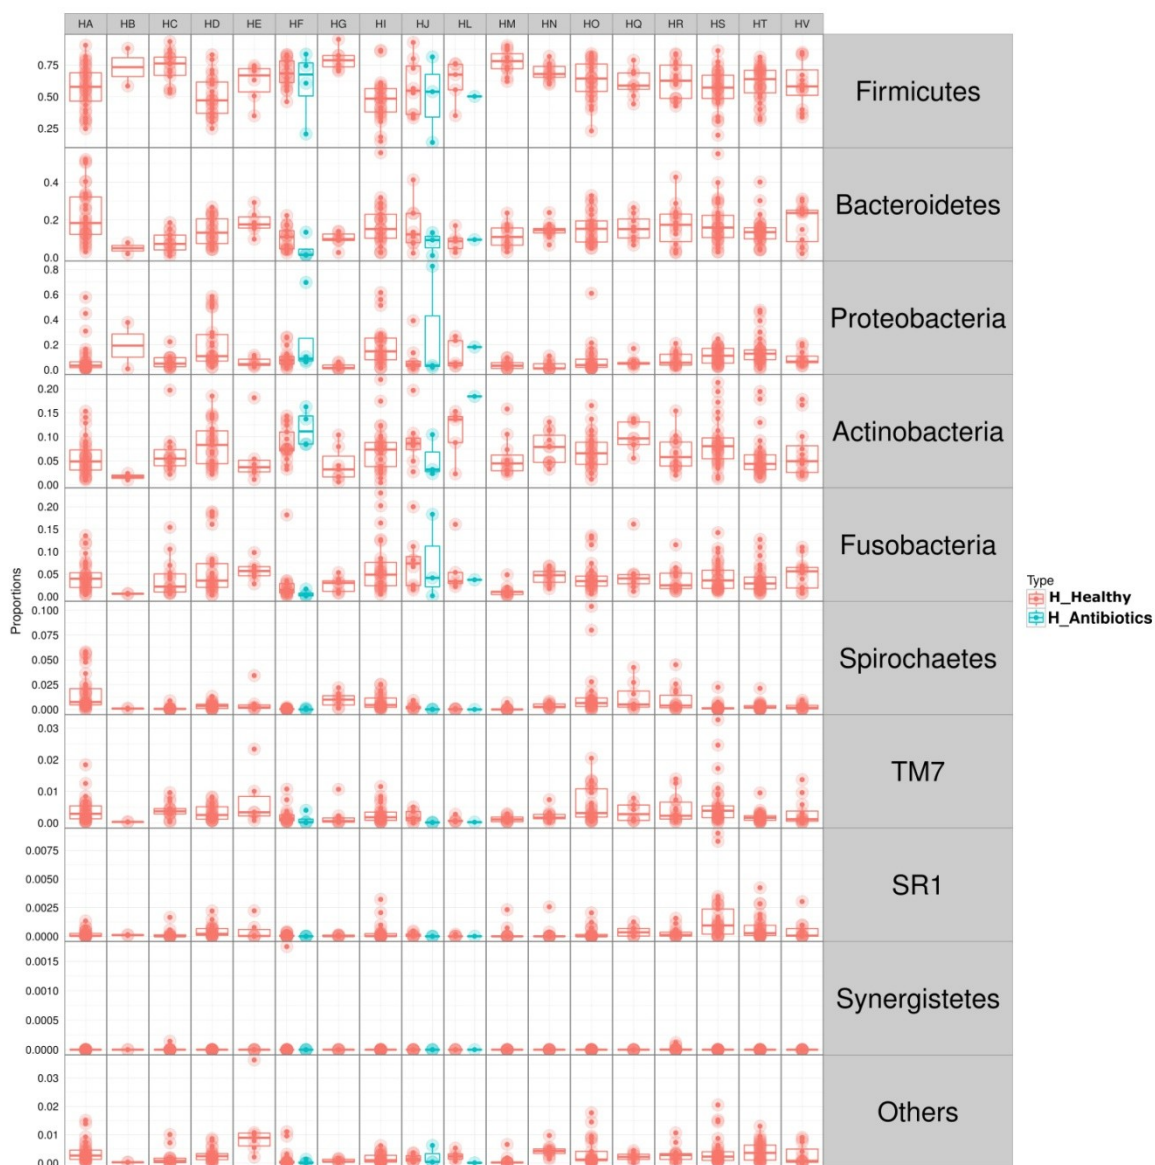 HA HB HC HD HE HF HG HI HJ HL HM HN HO HQ HR HS HT HV
0.75
0.50
0.25
Firmicutes
0.4
0.2
0.0
Bacteroidetes
0.8
0.6
0.4
0.2
0.0
Proteobacteria
0.20
0.15
0.10
0.05
0.00
Actinobacteria
0.20
0.15
0.10
0.05
0.00
Fusobacteria
Proportions
Type
H_Healthy
H_Antibiotics
0.100
0.075
0.050
0.025
0.000
Spirochaetes
0.03
0.02
0.01
0.00
TM7
0.0075
0.0050
0.0025
0.0000
SR1
0.0015
0.0010
0.0005
0.0000
Synergistetes
0.03
0.02
0.01
0.00
Others